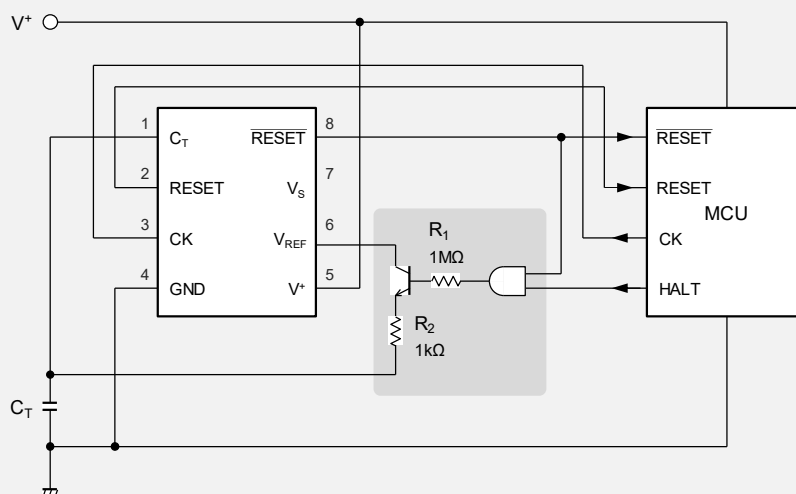 V⁺
1
C_T
2
RESET
3
CK
4
GND
RESET
8
V_S
7
V_REF
6
V⁺
5
R₁
1MΩ
R₂
1kΩ
RESET
RESET
MCU
CK
HALT
C_T